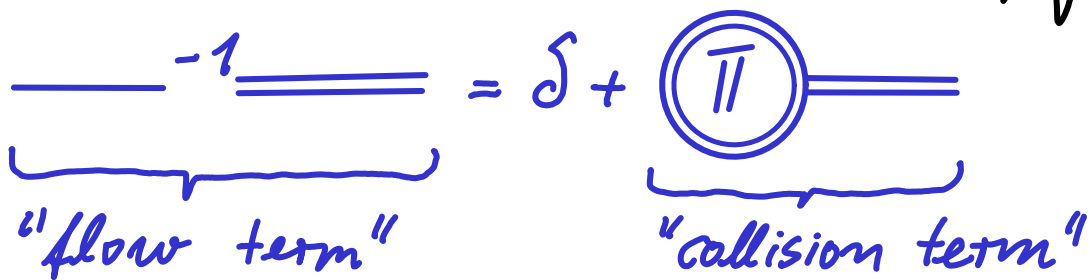 -1 = δ + Π
"flow term" "collision term"